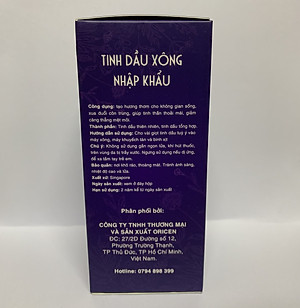 TINH DẦU XÔNG
NHẬP KHẨU
Công dụng: tạo hương thơm cho không gian sống,
xua đuổi côn trùng, giúp tinh thần thoải mái, giảm
căng thẳng mệt mỏi.
Thành phần: Tinh dầu thiên nhiên, tinh dầu tổng hợp.
Hướng dẫn sử dụng: Cho vài giọt tinh dầu tuỳ ý vào
máy xông, máy khuếch tán và bình xịt
Chú ý: Không sử dụng gần ngọn lửa, khi hút thuốc,
trên vùng da bị trầy xước. Ngưng sử dụng nếu dị ứng,
để xa tầm tay trẻ em.
Bảo quản: nơi khô ráo, thoáng mát. Tránh ánh sáng,
nhiệt độ cao và lửa.
Xuất xứ: Singapore
Ngày sản xuất: xem ở đáy hộp
Hạn sử dụng: 3 năm kể từ ngày sản xuất
Phân phối bởi:
CÔNG TY TNHH THƯƠNG MẠI
VÀ SẢN XUẤT ORICEN
ĐC: 27/2D Đường số 12,
Phường Trường Thạnh,
TP Thủ Đức, TP Hồ Chí Minh,
Việt Nam.
Hotline: 0794 898 399